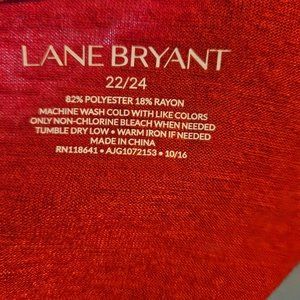 LANE BRYANT
22/24
82% POLYESTER 18% RAYON
MACHINE WASH COLD WITH LIKE COLORS
ONLY NON-CHLORINE BLEACH WHEN NEEDED
TUMBLE DRY LOW • WARM IRON IF NEEDED
MADE IN CHINA
RN118641 • AJG1072153 • 10/16